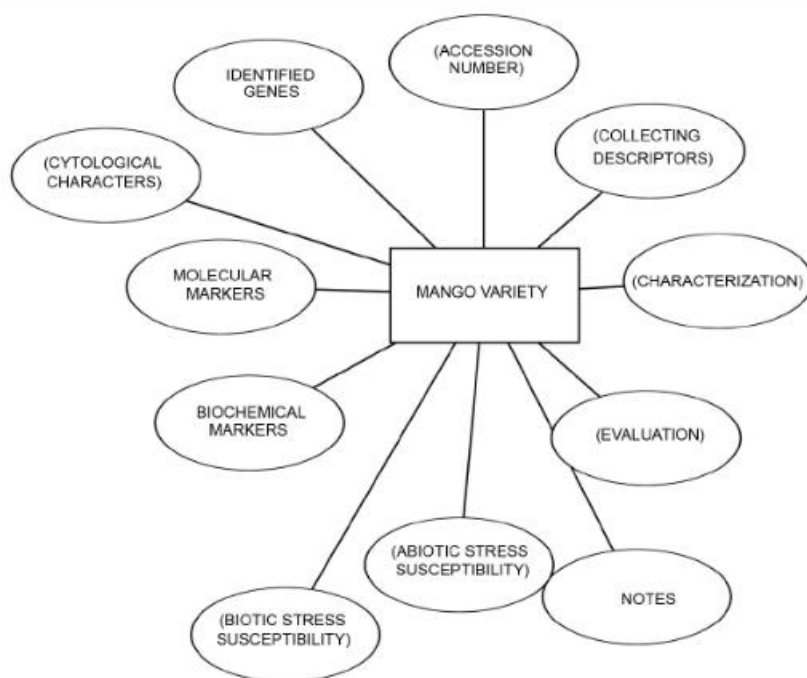 (ACCESSION
NUMBER)
IDENTIFIED
GENES
(COLLECTING
DESCRIPTORS)
(CYTOLOGICAL
CHARACTERS)
MOLECULAR
MARKERS
MANGO VARIETY
(CHARACTERIZATION)
BIOCHEMICAL
MARKERS
(EVALUATION)
(ABIOTIC STRESS
SUSCEPTIBILITY)
NOTES
(BIOTIC STRESS
SUSCEPTIBILITY)